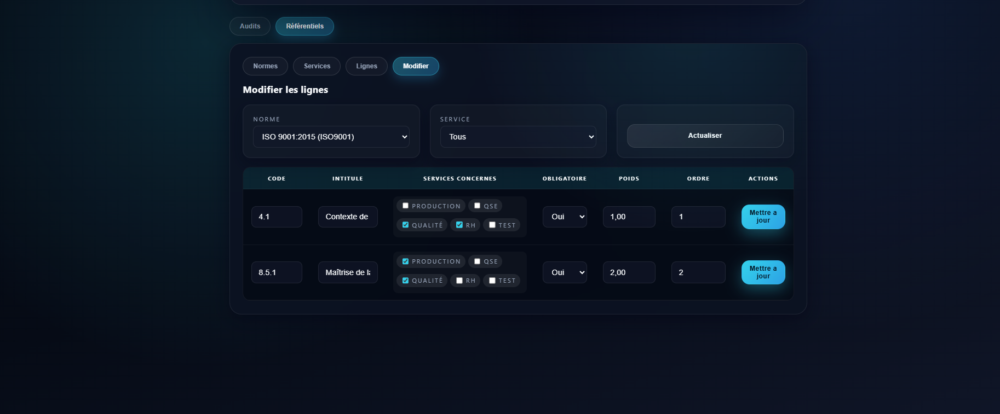 Audits Référentiels
Normes Services Lignes Modifier
Modifier les lignes
NORME SERVICE
ISO 9001:2015 (ISO9001) Tous Actualiser
CODE INTITULE SERVICES CONCERNES OBLIGATOIRE POIDS ORDRE ACTIONS
PRODUCTION QSE
4.1 Contexte de Oui 1,00 1 Mettre a jour
QUALITÉ RH TEST
PRODUCTION QSE
8.5.1 Maîtrise de la Oui 2,00 2 Mettre a jour
QUALITÉ RH TEST